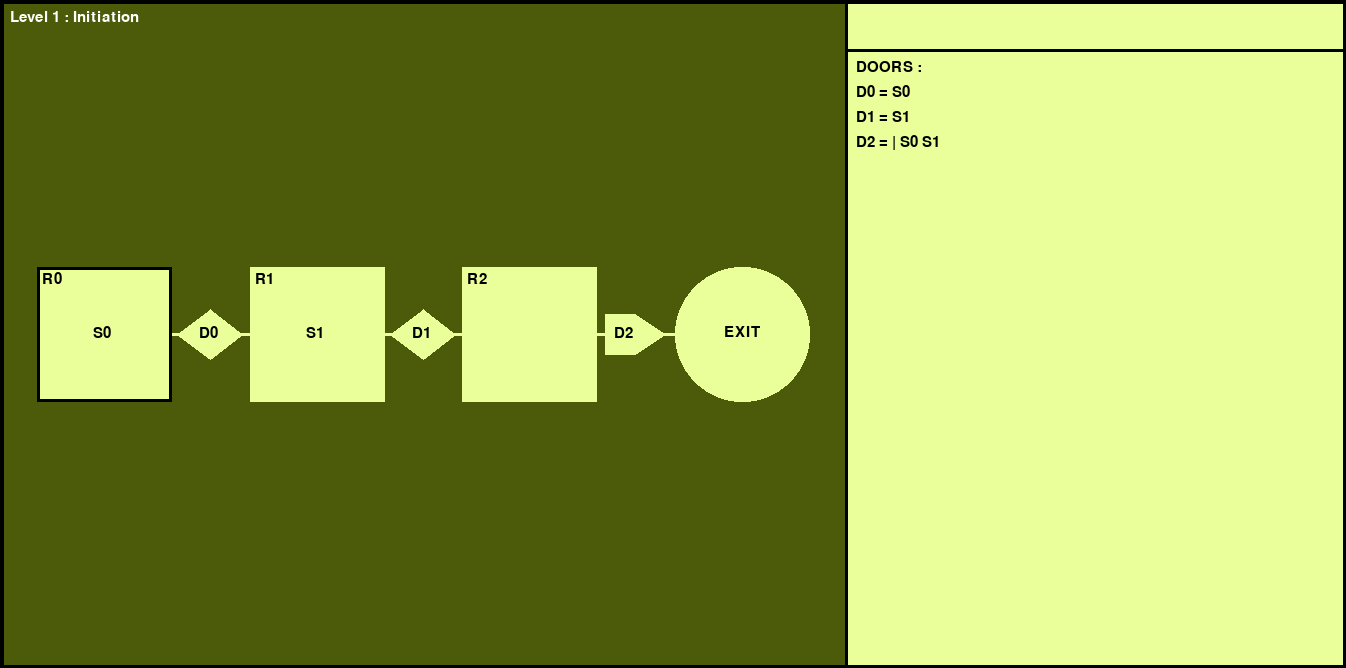 Level 1 : Initiation
DOORS :
D0 = S0
D1 = S1
D2 = | S0 S1
R0
R1
R2
S0
D0
S1
D1
D2
EXIT